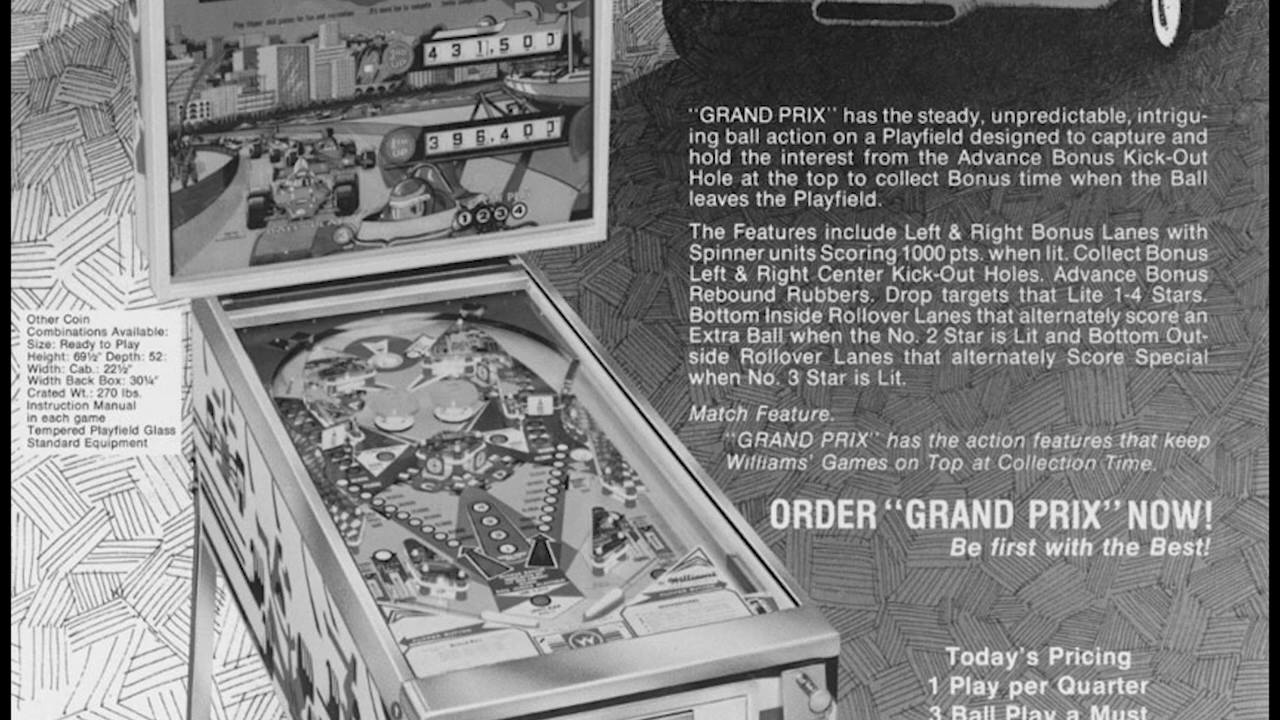 431,500
396,400
1 2 3 4
Other Coin
Combinations Available:
Size: Ready to Play
Height: 69½" Depth: 52:
Width: Cab.: 22½"
Width Back Box: 30¼"
Crated Wt.: 270 lbs.
Instruction Manual
in each game
Tempered Playfield Glass
Standard Equipment
Williams
"GRAND PRIX" has the steady, unpredictable, intrigu-
ing ball action on a Playfield designed to capture and
hold the interest from the Advance Bonus Kick-Out
Hole at the top to collect Bonus time when the Ball
leaves the Playfield.
The Features include Left & Right Bonus Lanes with
Spinner units Scoring 1000 pts. when lit. Collect Bonus
Left & Right Center Kick-Out Holes. Advance Bonus
Rebound Rubbers. Drop targets that Lite 1-4 Stars.
Bottom Inside Rollover Lanes that alternately score an
Extra Ball when the No. 2 Star is Lit and Bottom Out-
side Rollover Lanes that alternately Score Special
when No. 3 Star is Lit.
Match Feature.
"GRAND PRIX" has the action features that keep
Williams' Games on Top at Collection Time.
ORDER "GRAND PRIX" NOW!
Be first with the Best!
Today's Pricing
1 Play per Quarter
3 Ball Play a Must